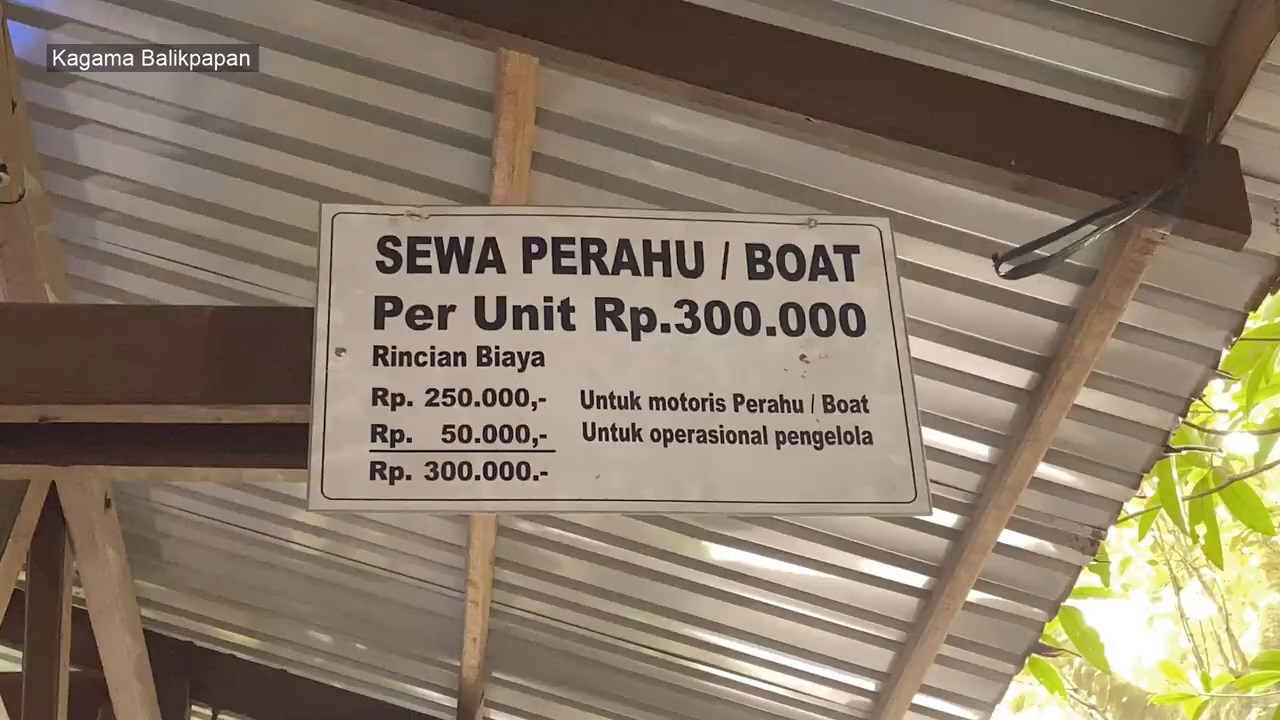 Kagama Balikpapan
SEWA PERAHU / BOAT
Per Unit Rp.300.000
Rincian Biaya
Rp. 250.000,- Untuk motoris Perahu / Boat
Rp. 50.000,- Untuk operasional pengelola
Rp. 300.000.-